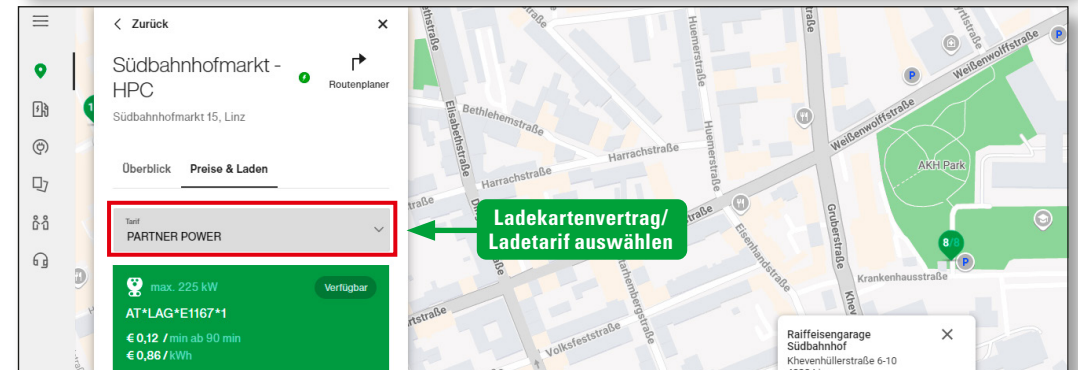 Zurück
Südbahnhofmarkt -
HPC
Routenplaner
Südbahnhofmarkt 15, Linz
Überblick Preise & Laden
Tarif
PARTNER POWER
max. 225 kW
Verfügbar
AT*LAG*E1167*1
€ 0,12 / min ab 90 min
€ 0,86 / kWh
Ladekartenvertrag/
Ladetarif auswählen
Elisabethstraße
Bethlehemstraße
Huemerstraße
Huemerstraße
Harrachstraße
Harrachstraße
Weißenwolffstraße
Weißenwolffstraße
AKH Park
P
P
P
Gruberstraße
Eisenhandstraße
8/8
Krankenhausstraße
Volksfeststraße
Raiffeisengarage
Südbahnhof
Khevenhüllerstraße 6-10